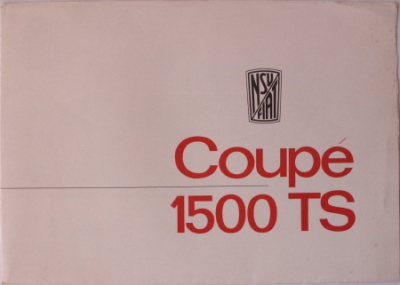 NSU
FIAT
Coupé
1500 TS